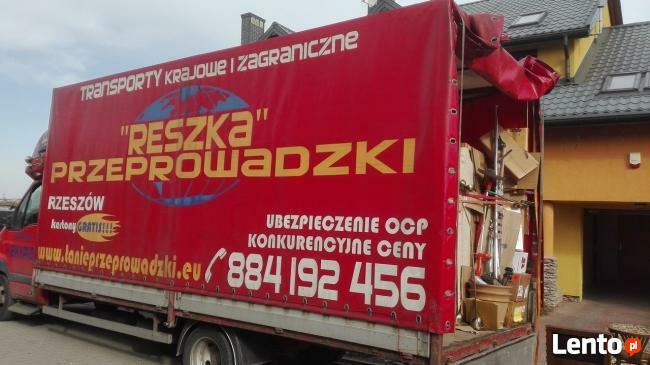 TRANSPORTY KRAJOWE I ZAGRANICZNE
"RESZKA"
PRZEPROWADZKI
RZESZÓW
kartony GRATIS!!!
UBEZPIECZENIE OCP
KONKURENCYJNE CENY
www.tanieprzeprowadzki.eu
884 192 456
Lento.pl